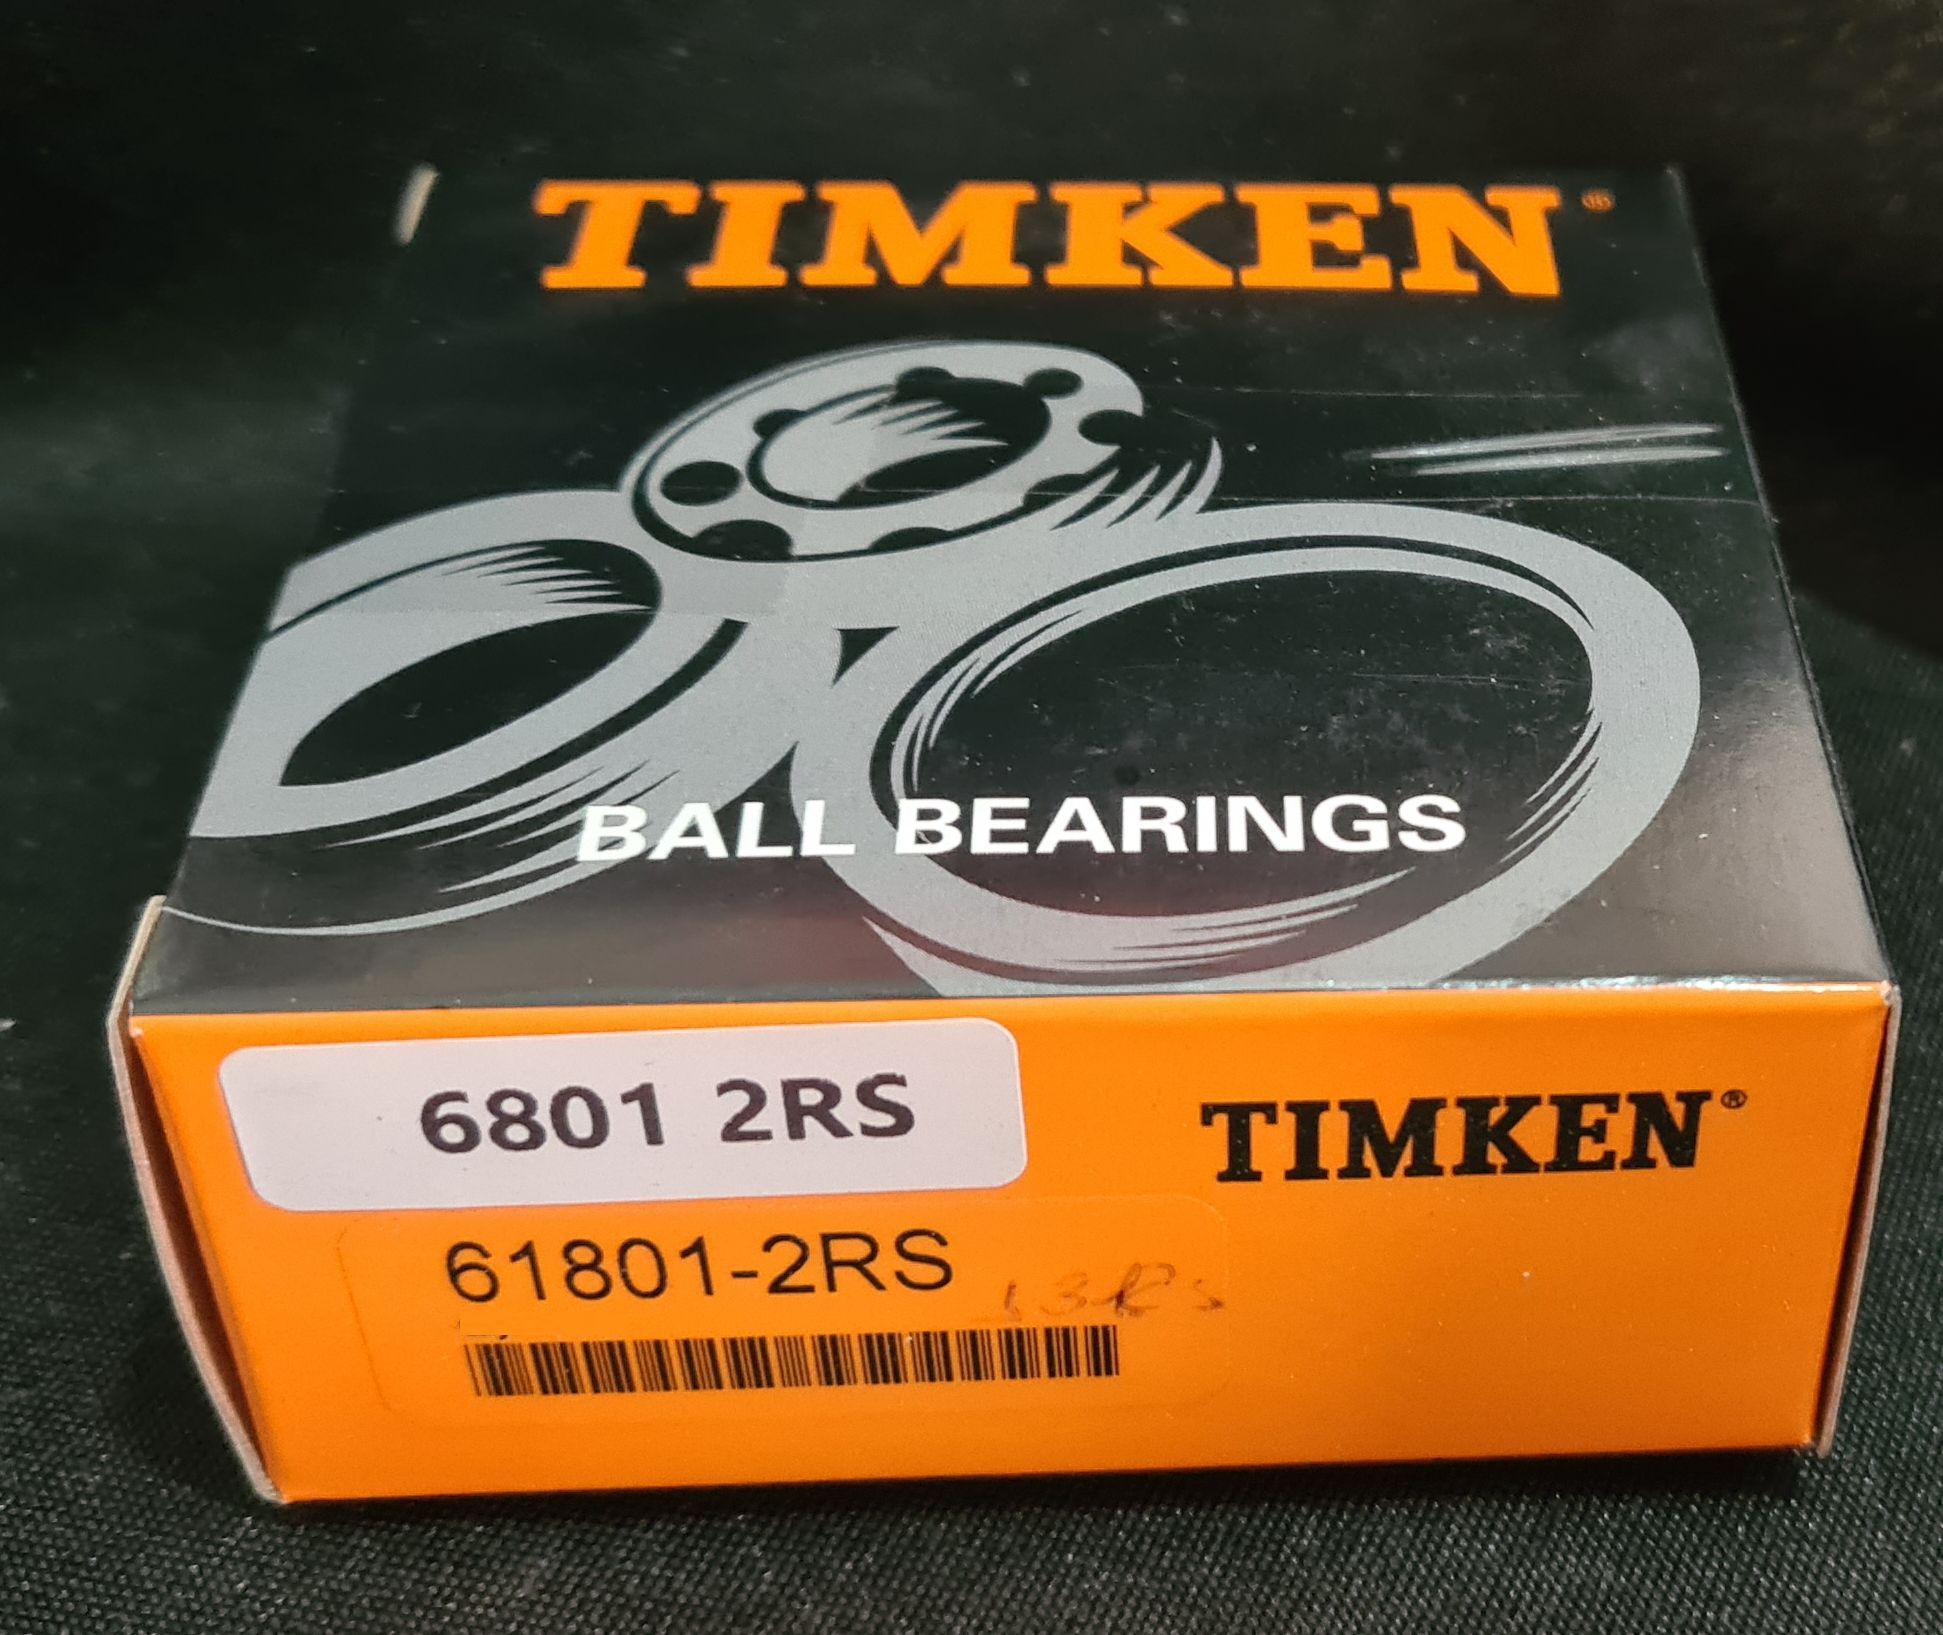 TIMKEN®
BALL BEARINGS
6801 2RS
TIMKEN®
61801-2RS